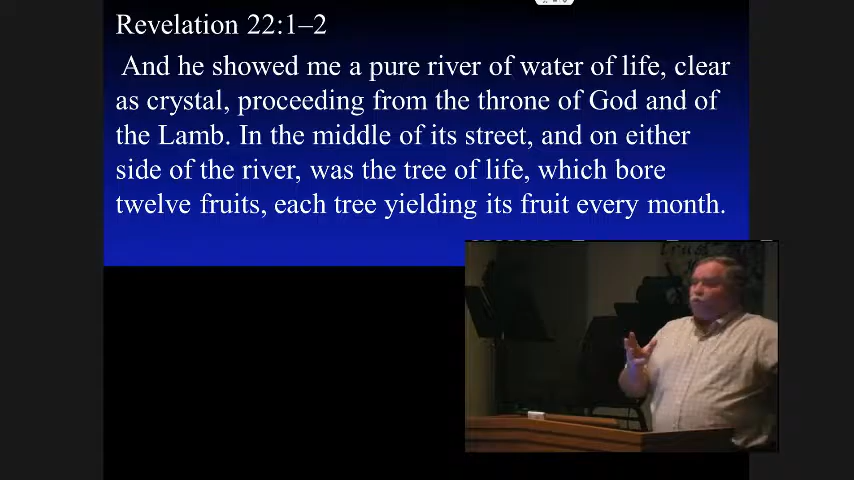 Revelation 22:1–2
And he showed me a pure river of water of life, clear
as crystal, proceeding from the throne of God and of
the Lamb. In the middle of its street, and on either
side of the river, was the tree of life, which bore
twelve fruits, each tree yielding its fruit every month.
trust